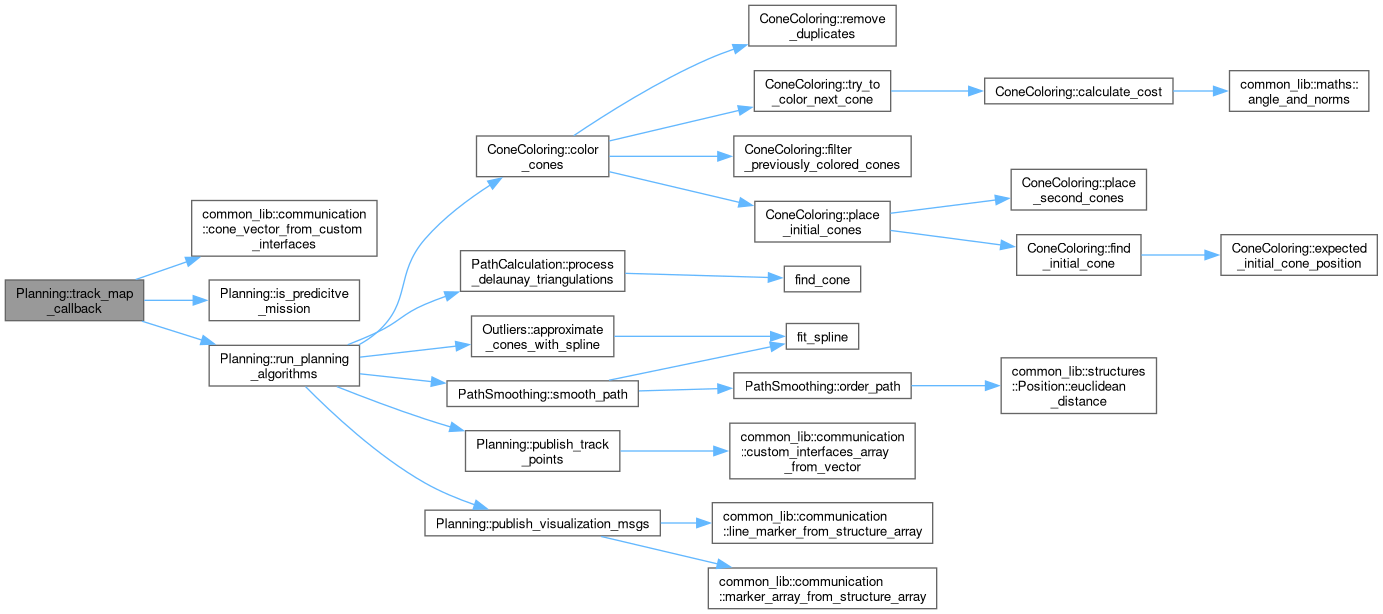 Planning::track_map
_callback
common_lib::communication
::cone_vector_from_custom
_interfaces
Planning::is_predicitve
_mission
Planning::run_planning
_algorithms
ConeColoring::color
_cones
PathCalculation::process
_delaunay_triangulations
Outliers::approximate
_cones_with_spline
PathSmoothing::smooth_path
Planning::publish_track
_points
Planning::publish_visualization_msgs
ConeColoring::remove
_duplicates
ConeColoring::try_to
_color_next_cone
ConeColoring::filter
_previously_colored_cones
ConeColoring::place
_initial_cones
find_cone
fit_spline
PathSmoothing::order_path
common_lib::communication
::custom_interfaces_array
_from_vector
common_lib::communication
::line_marker_from_structure_array
common_lib::communication
::marker_array_from_structure_array
ConeColoring::calculate_cost
ConeColoring::place
_second_cones
ConeColoring::find
_initial_cone
common_lib::structures
::Position::euclidean
_distance
common_lib::maths::
angle_and_norms
ConeColoring::expected
_initial_cone_position